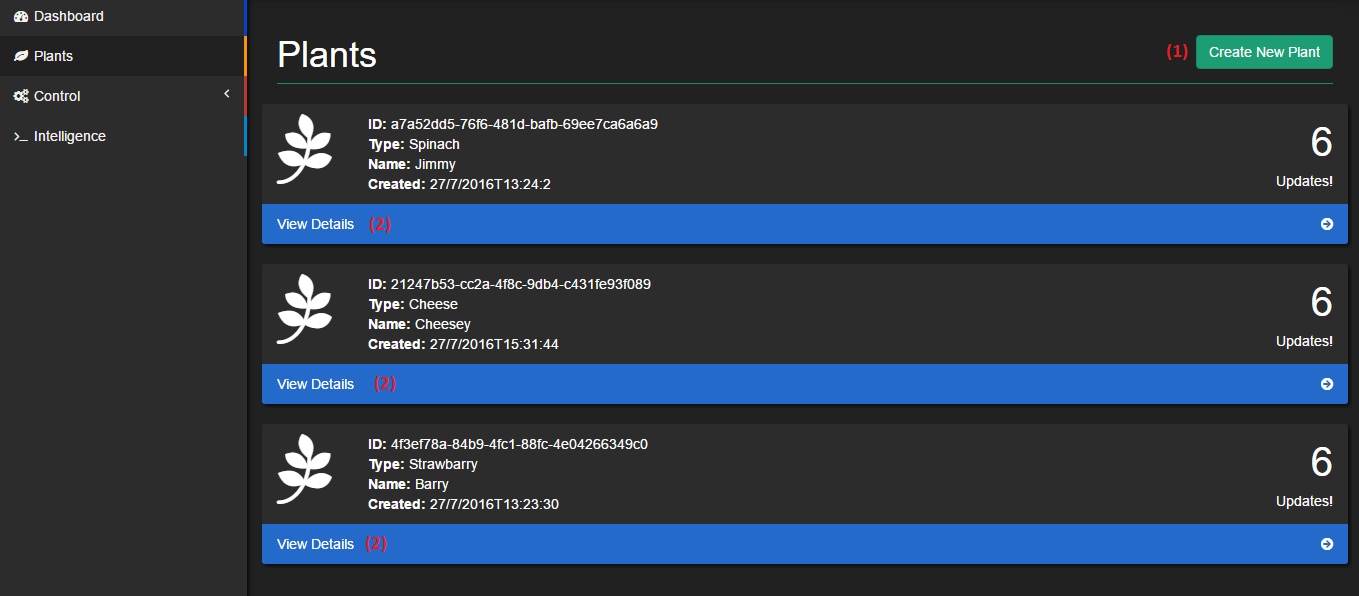 Dashboard
Plants
Control
Intelligence
Plants
(1) Create New Plant
ID: a7a52dd5-76f6-481d-bafb-69ee7ca6a6a9
Type: Spinach
Name: Jimmy
Created: 27/7/2016T13:24:2
6
Updates!
View Details (2)
ID: 21247b53-cc2a-4f8c-9db4-c431fe93f089
Type: Cheese
Name: Cheesey
Created: 27/7/2016T15:31:44
6
Updates!
View Details (2)
ID: 4f3ef78a-84b9-4fc1-88fc-4e04266349c0
Type: Strawbarry
Name: Barry
Created: 27/7/2016T13:23:30
6
Updates!
View Details (2)